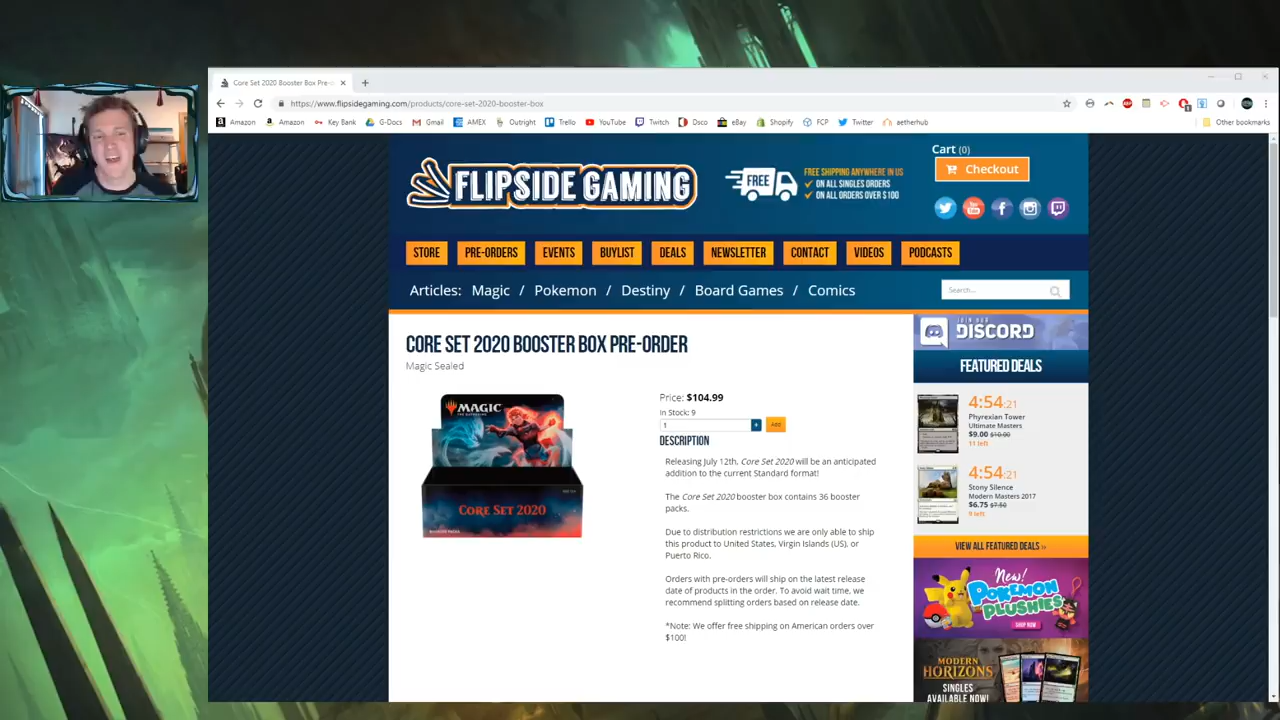 Core Set 2020 Booster Box Pre-o
https://www.flipsidegaming.com/products/core-set-2020-booster-box
Amazon Amazon Key Bank G-Docs Gmail AMEX Outright Trello YouTube Twitch Dsco eBay Shopify FCP Twitter aetherhub Other bookmarks
FLIPSIDE GAMING
FREE
FREE SHIPPING ANYWHERE IN US
ON ALL SINGLES ORDERS
ON ALL ORDERS OVER $100
Cart (0)
Checkout
You Tube
STORE PRE-ORDERS EVENTS BUYLIST DEALS NEWSLETTER CONTACT VIDEOS PODCASTS
Articles: Magic / Pokemon / Destiny / Board Games / Comics
Search...
CORE SET 2020 BOOSTER BOX PRE-ORDER
Magic Sealed
MAGIC
CORE SET 2020
Price: $104.99
In Stock: 9
1
Add
DESCRIPTION
Releasing July 12th, Core Set 2020 will be an anticipated
addition to the current Standard format!
The Core Set 2020 booster box contains 36 booster
packs.
Due to distribution restrictions we are only able to ship
this product to United States, Virgin Islands (US), or
Puerto Rico.
Orders with pre-orders will ship on the latest release
date of products in the order. To avoid wait time, we
recommend splitting orders based on release date.
*Note: We offer free shipping on American orders over
$100!
JOIN OUR
DISCORD
FEATURED DEALS
4:54:21
Phyrexian Tower
Ultimate Masters
$9.00 $10.00
11 left
4:54:21
Stony Silence
Modern Masters 2017
$6.75 $7.50
9 left
VIEW ALL FEATURED DEALS »
New!
POKEMON
PLUSHIES
SHOP NOW
MODERN
HORIZONS
SINGLES
AVAILABLE NOW!